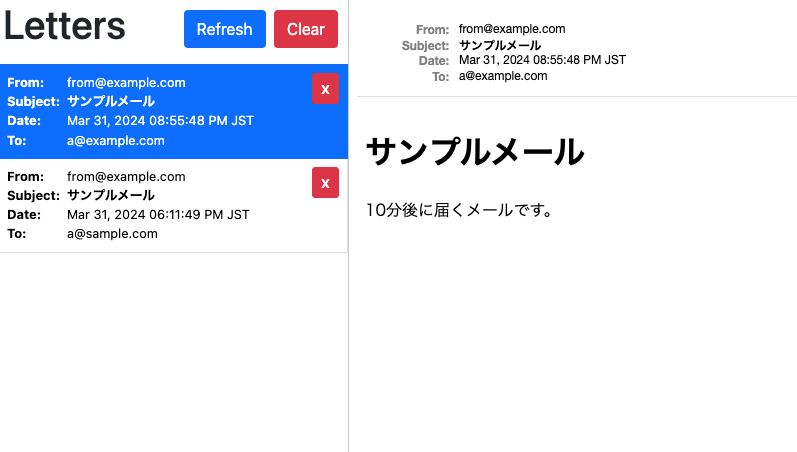 Letters
Refresh
Clear
From: from@example.com
x
Subject: サンプルメール
Date: Mar 31, 2024 08:55:48 PM JST
To: a@example.com
From: from@example.com
x
Subject: サンプルメール
Date: Mar 31, 2024 06:11:49 PM JST
To: a@sample.com
From: from@example.com
Subject: サンプルメール
Date: Mar 31, 2024 08:55:48 PM JST
To: a@example.com
サンプルメール
10分後に届くメールです。